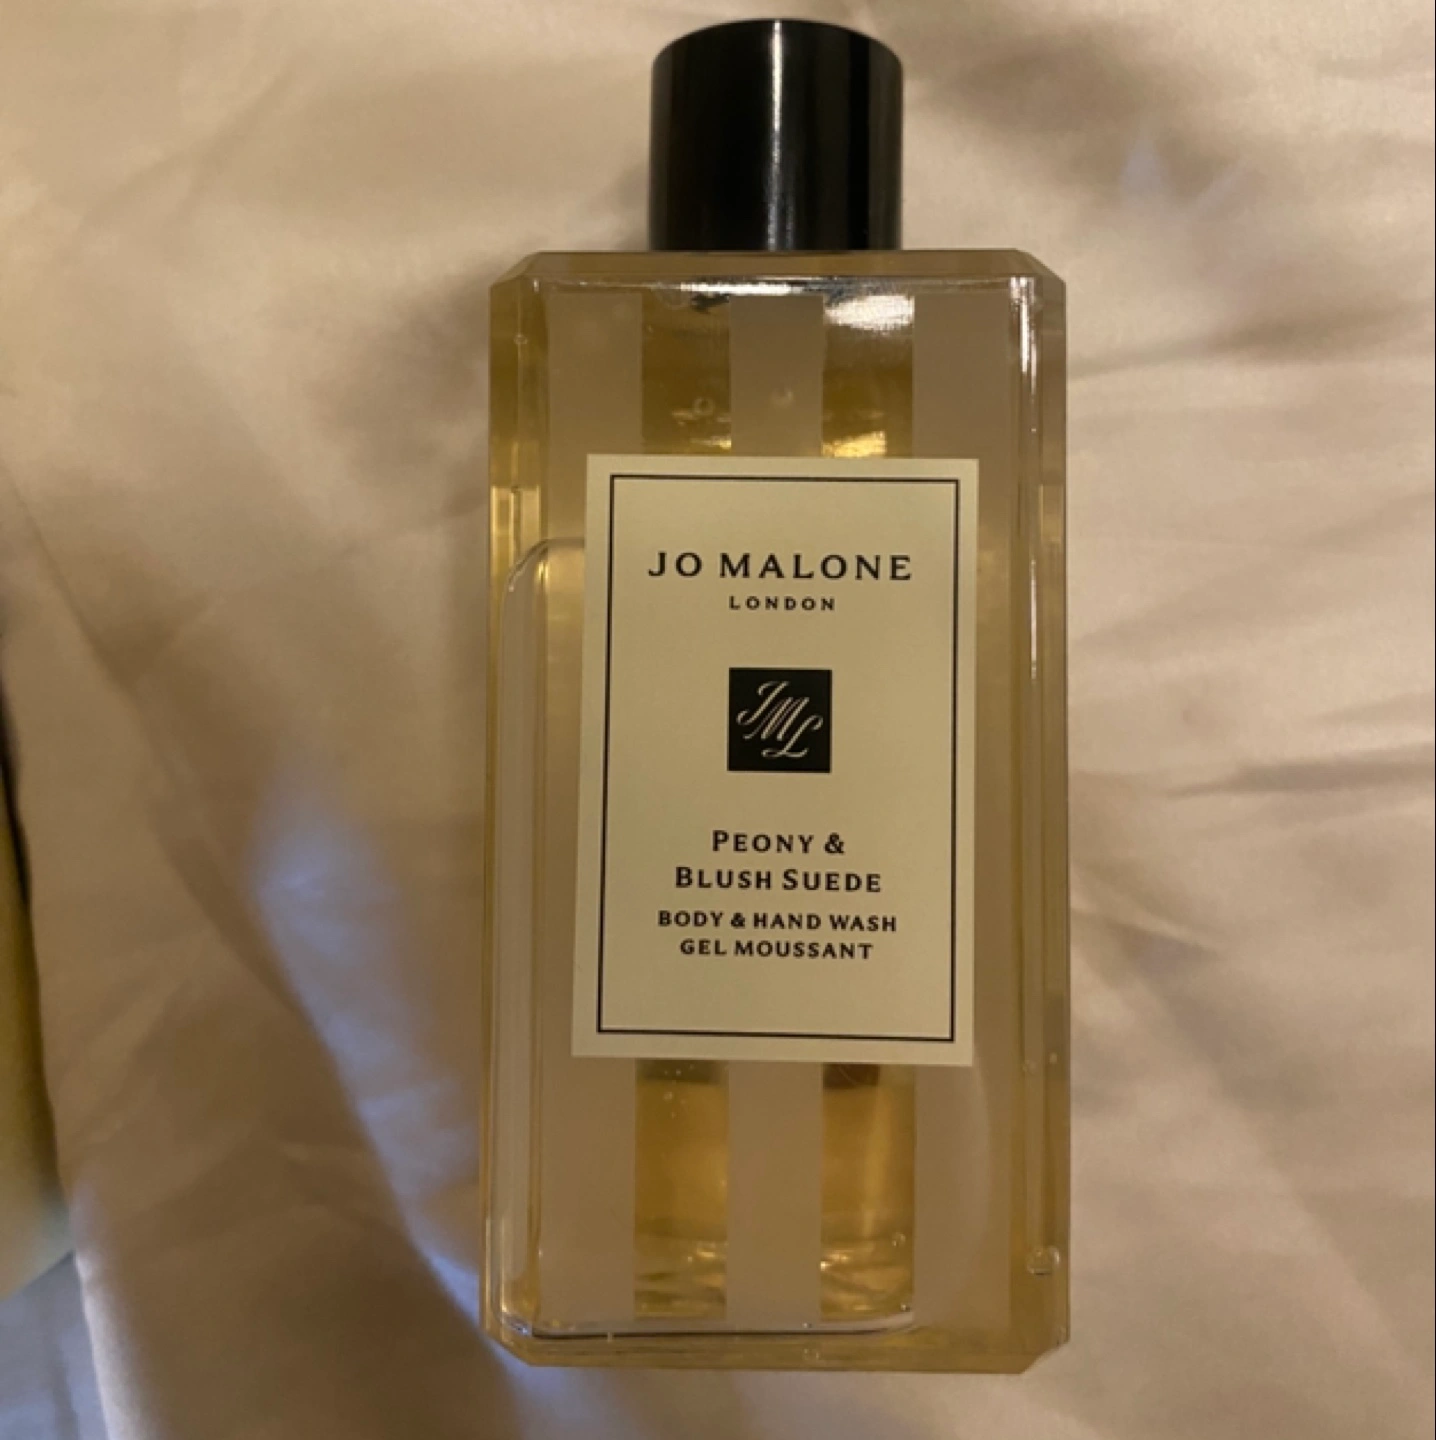 JO MALONE
LONDON
JML
PEONY &
BLUSH SUEDE
BODY & HAND WASH
GEL MOUSSANT